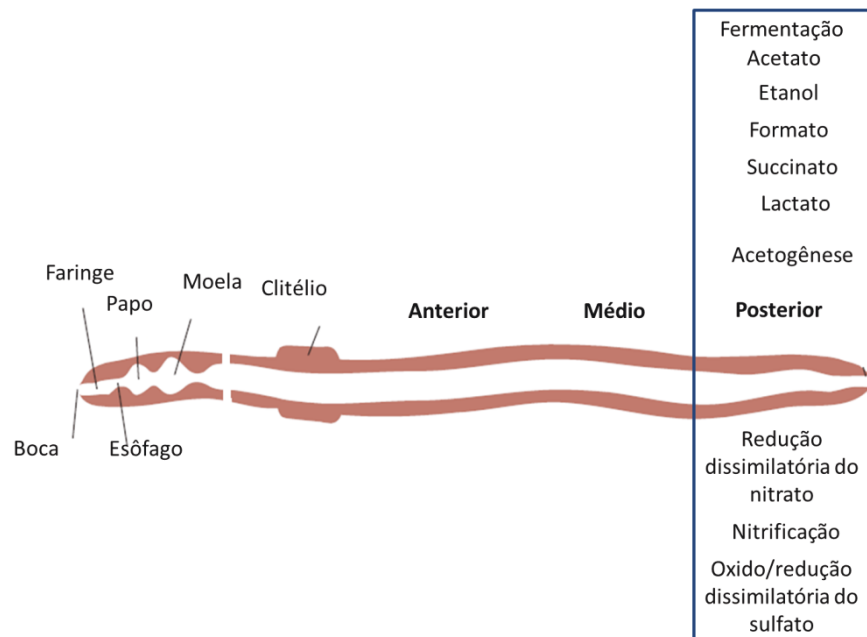 Fermentação
Acetato
Etanol
Formato
Succinato
Lactato
Acetogênese
Faringe
Papo
Moela
Clitélio
Anterior
Médio
Posterior
Boca
Esôfago
Redução
dissimilatória do
nitrato
Nitrificação
Oxido/redução
dissimilatória do
sulfato